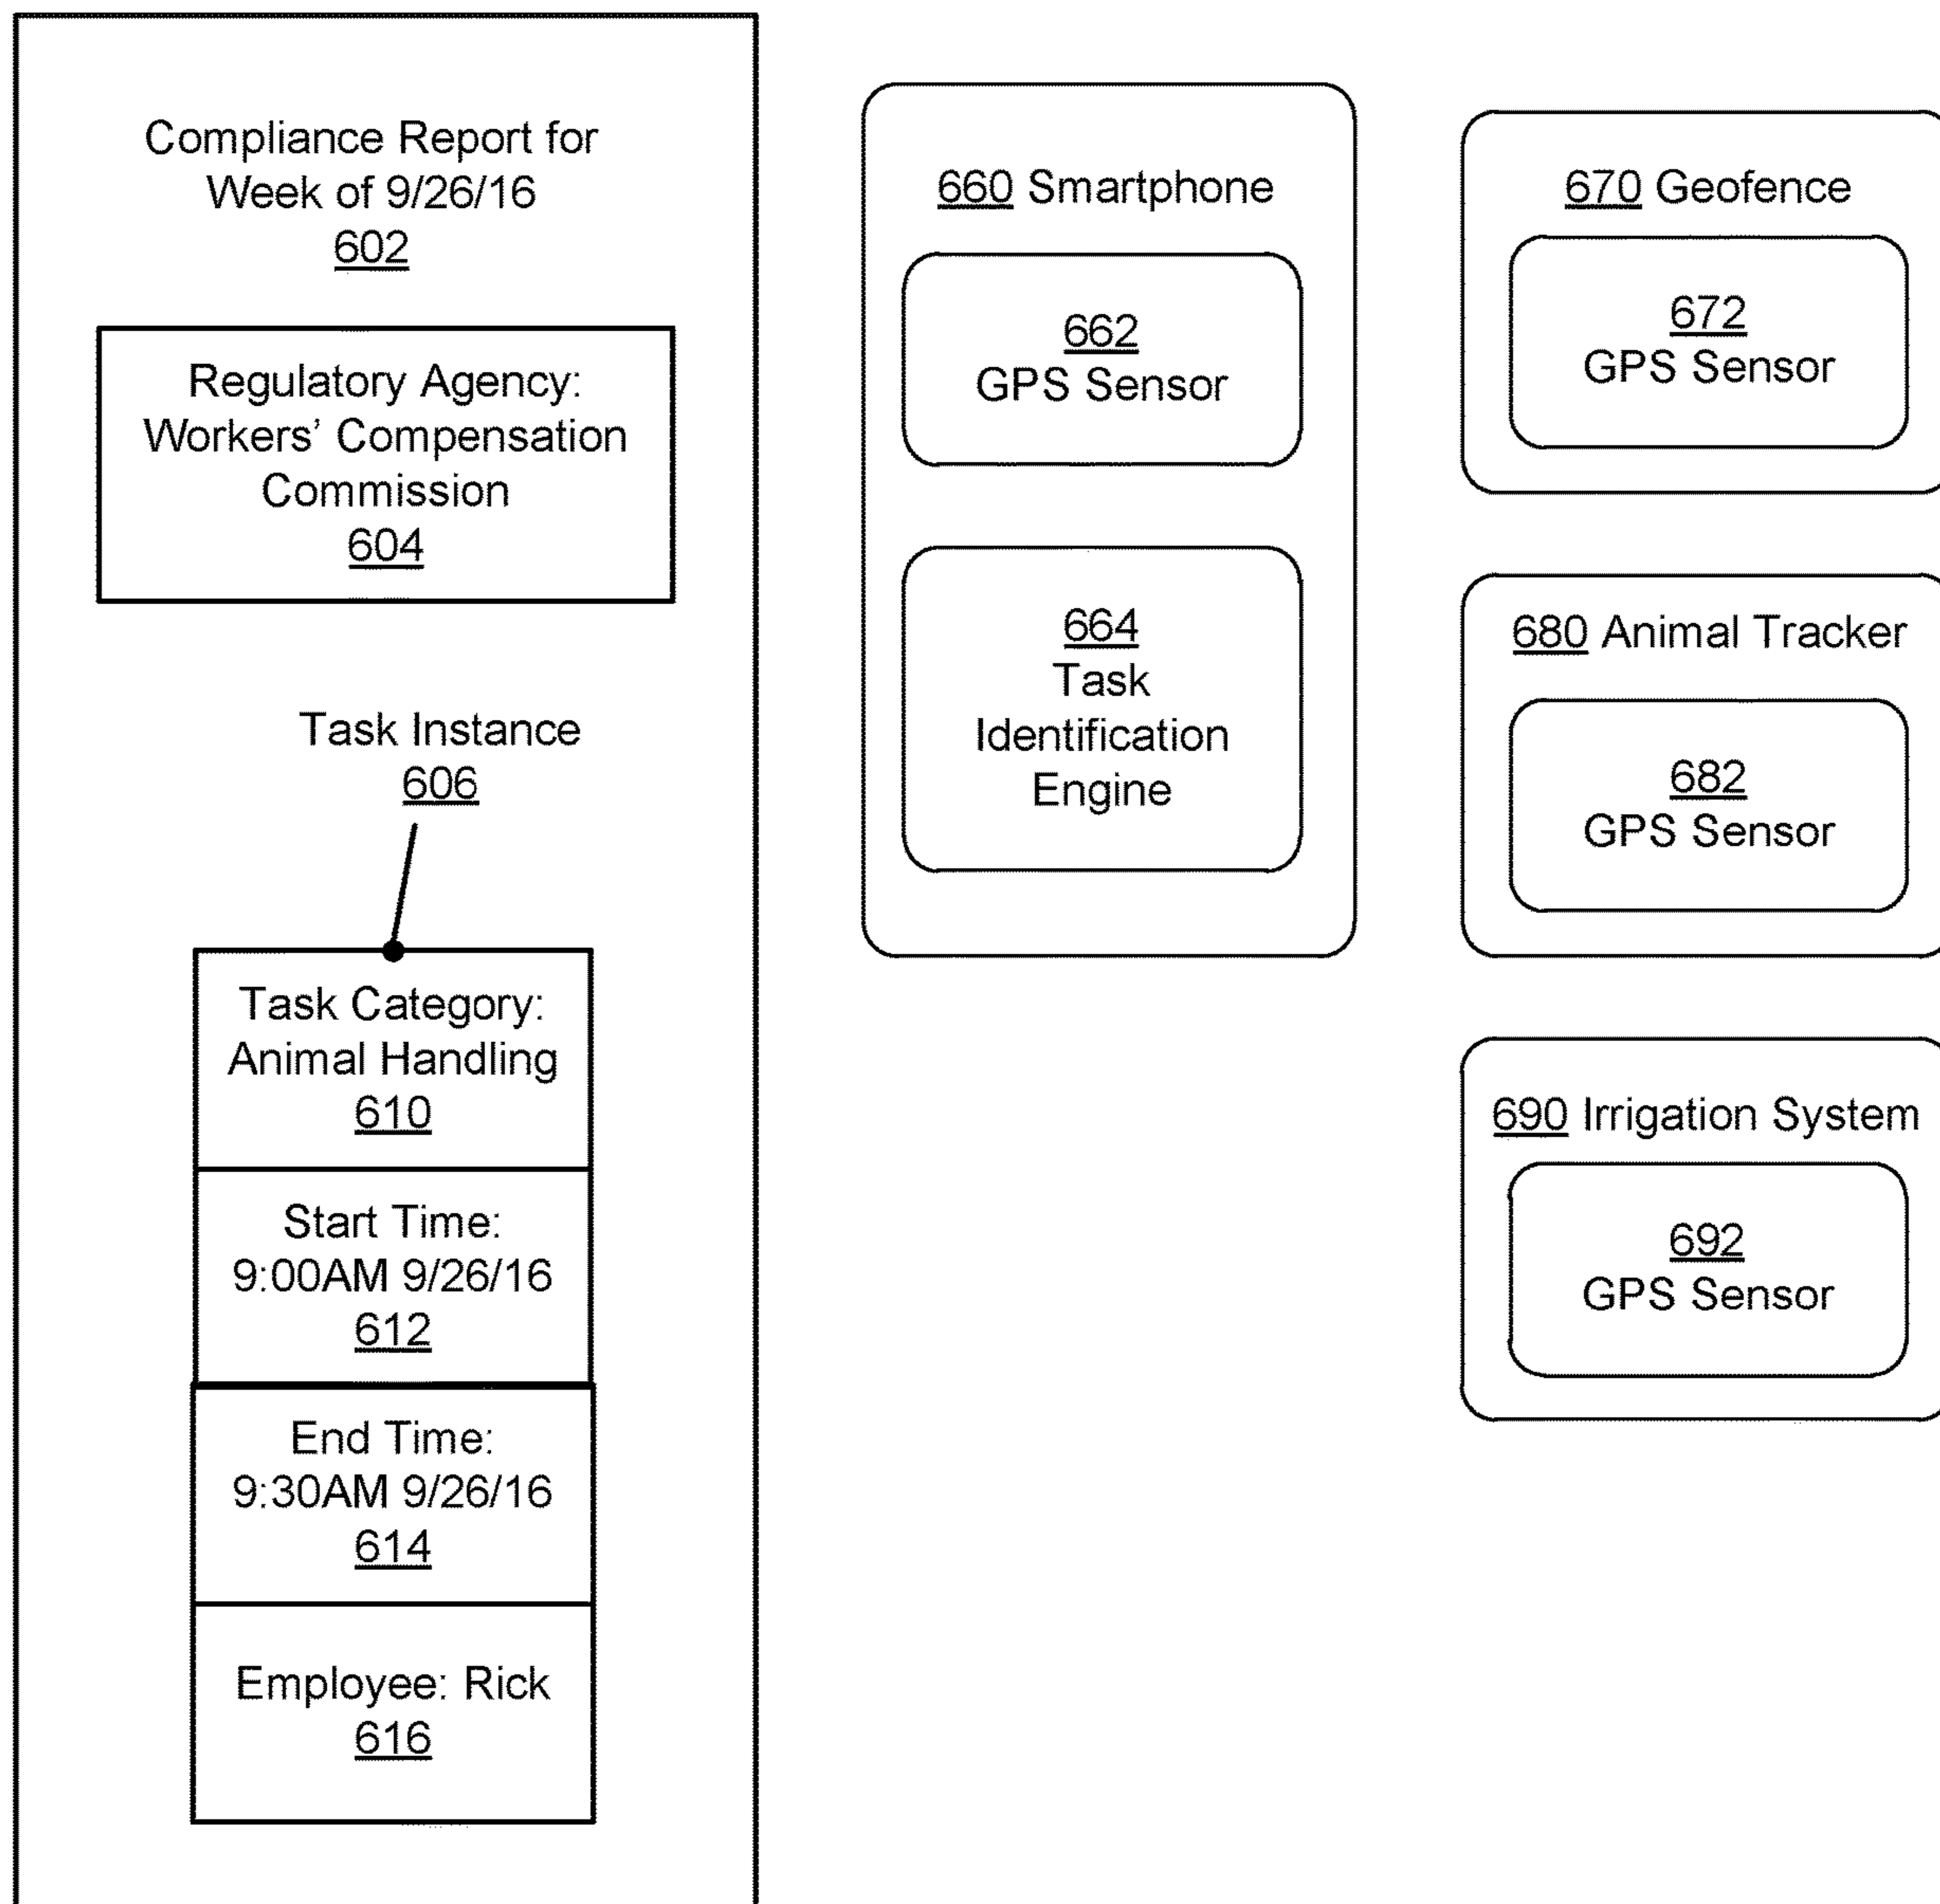 Compliance Report for
Week of 9/26/16
602
Regulatory Agency:
Workers’ Compensation
Commission
604
Task Instance
606
Task Category:
Animal Handling
610
Start Time:
9:00AM 9/26/16
612
End Time:
9:30AM 9/26/16
614
Employee: Rick
616
660 Smartphone
662
GPS Sensor
664
Task
Identification
Engine
670 Geofence
672
GPS Sensor
680 Animal Tracker
682
GPS Sensor
690 Irrigation System
692
GPS Sensor